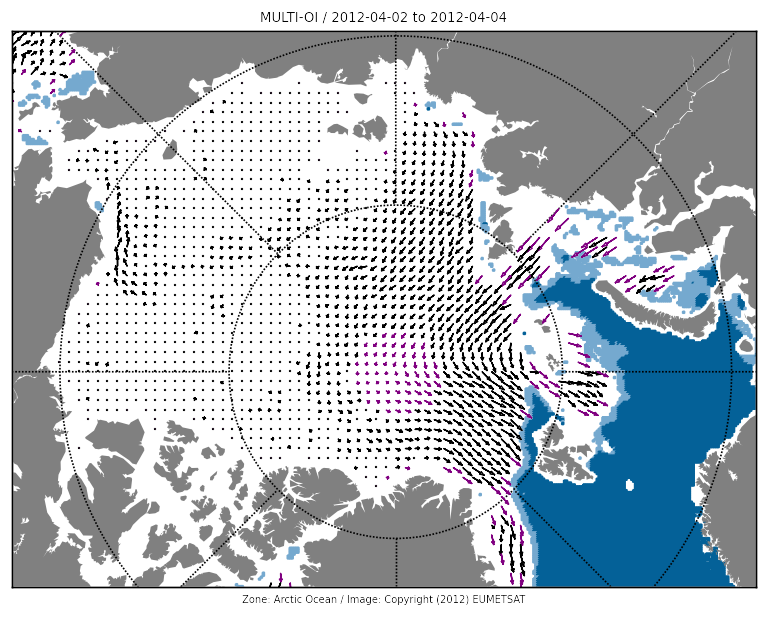 MULTI-OI / 2012-04-02 to 2012-04-04
Zone: Arctic Ocean / Image: Copyright (2012) EUMETSAT